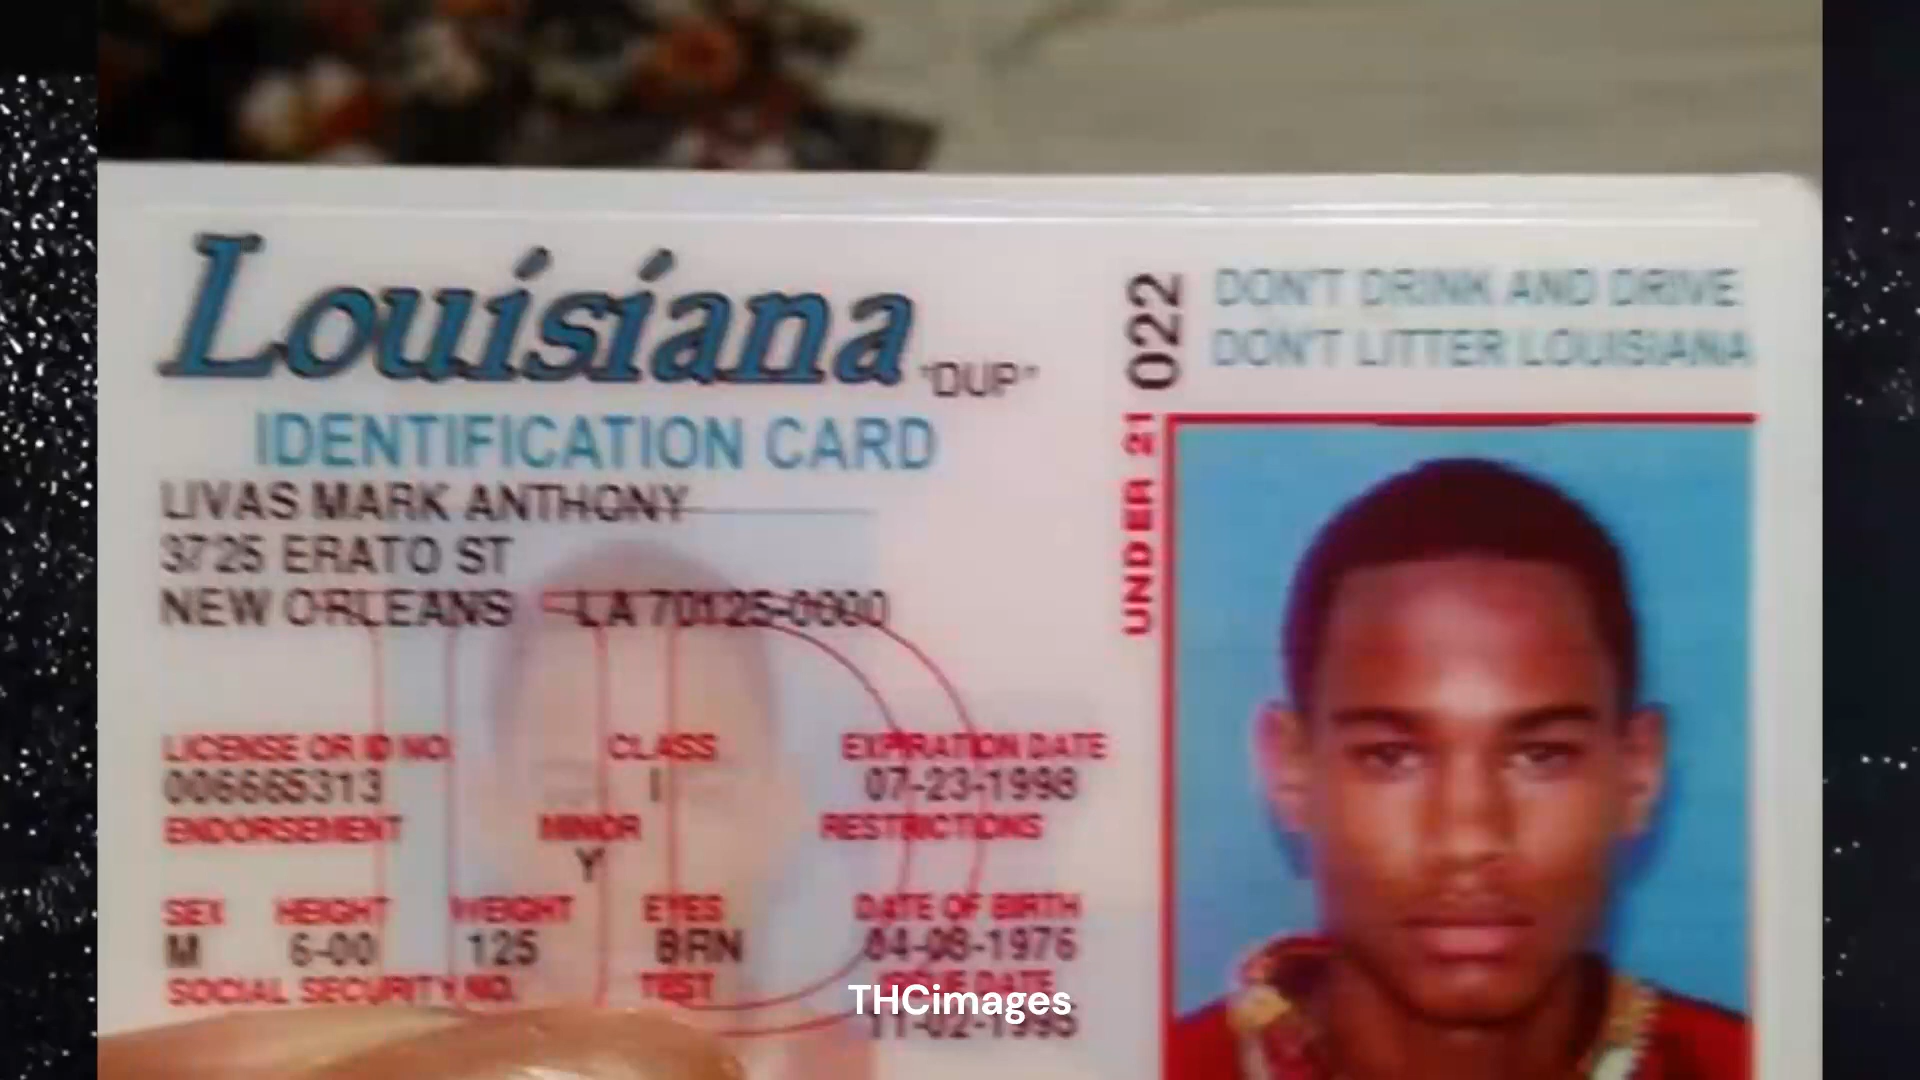 Louisiana "DUP"
IDENTIFICATION CARD
LIVAS MARK ANTHONY
3725 ERATO ST
NEW ORLEANS LA 70125-0000
LICENSE OR ID NO.
006665313
CLASS
I
EXPIRATION DATE
07-23-1998
ENDORSEMENT
MINOR
Y
RESTRICTIONS
SEX
M
HEIGHT
6-00
WEIGHT
125
EYES
BRN
DATE OF BIRTH
04-08-1976
SOCIAL SECURITY NO.
TEST
ISSUE DATE
11-02-1995
UNDER 21 022
DON'T DRINK AND DRIVE
DON'T LITTER LOUISIANA
THCimages